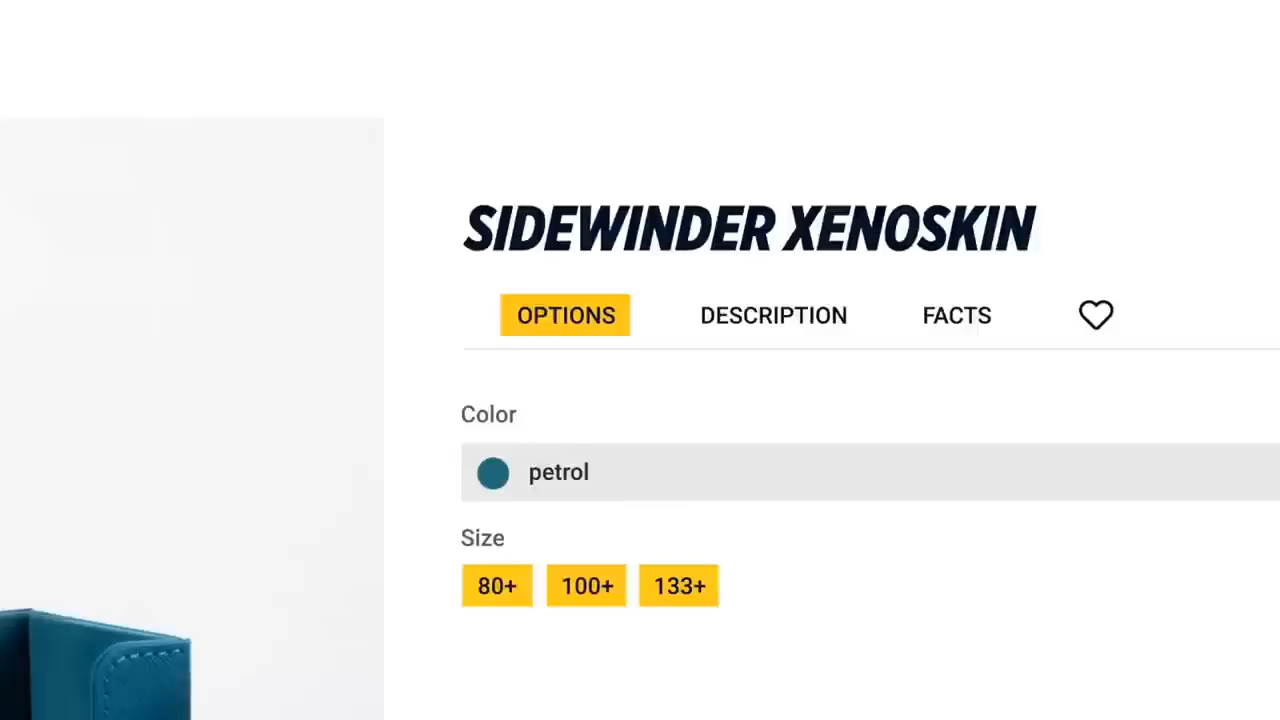 SIDEWINDER XENOSKIN
OPTIONS DESCRIPTION FACTS
Color
petrol
Size
80+ 100+ 133+